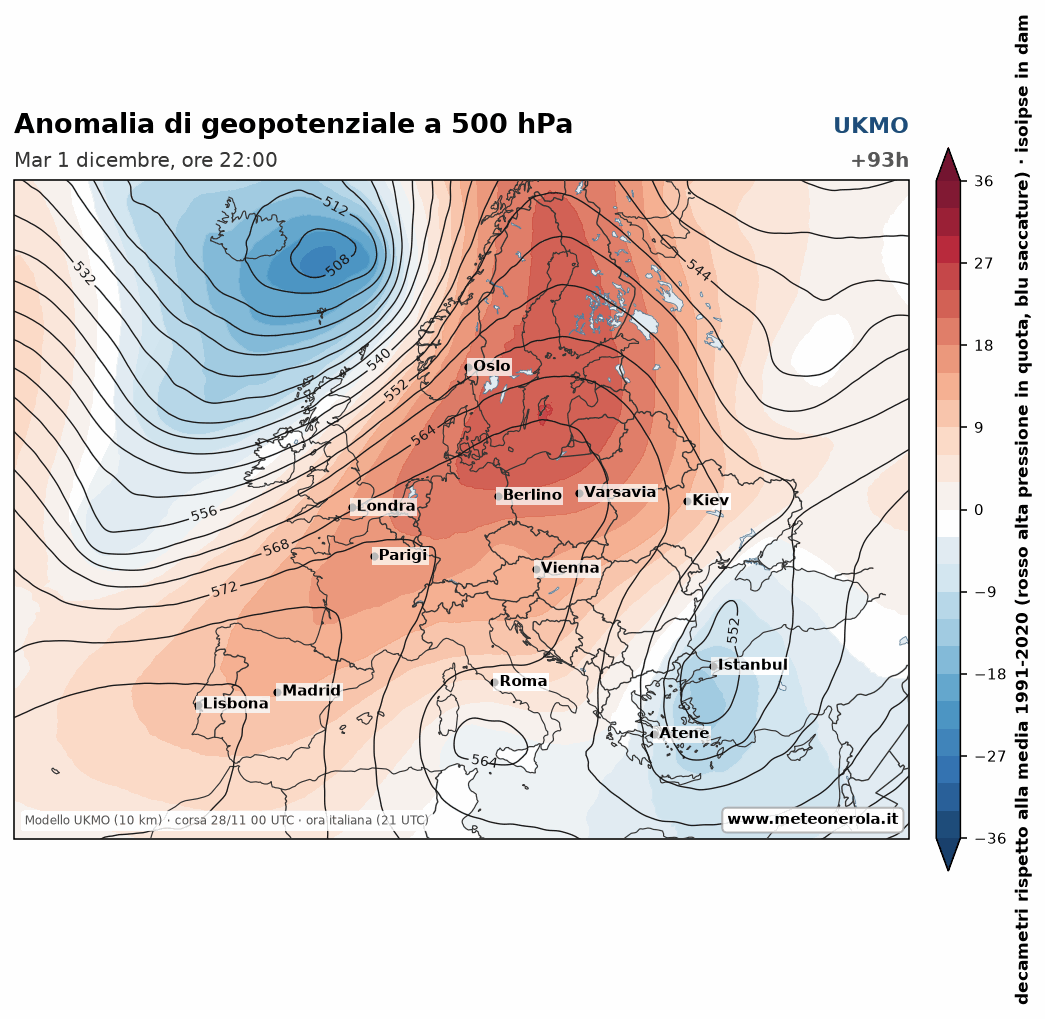 Anomalia di geopotenziale a 500 hPa
UKMO
Mar 1 dicembre, ore 22:00
+93h
512
508
532
544
540
552
564
Oslo
Berlino
Varsavia
Kiev
Londra
556
568
Parigi
Vienna
572
552
Istanbul
Roma
Madrid
Lisbona
Atene
564
Modello UKMO (10 km) · corsa 28/11 00 UTC · ora italiana (21 UTC)
www.meteonerola.it
36
27
18
9
0
−9
−18
−27
−36
decametri rispetto alla media 1991-2020 (rosso alta pressione in quota, blu saccature) · isoipse in dam